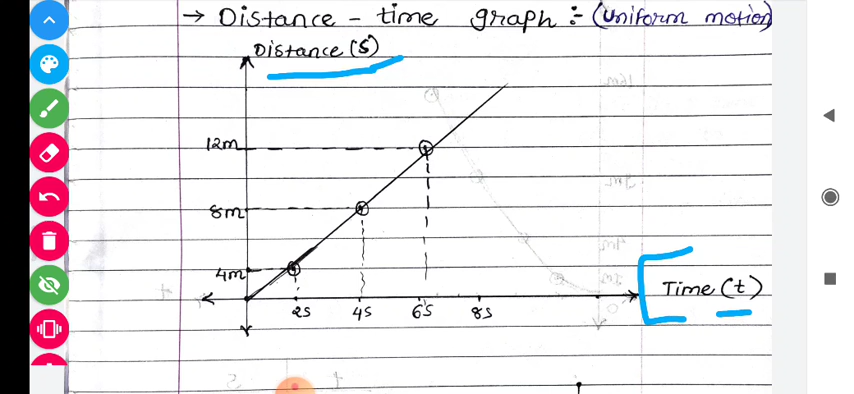 → Distance - time graph :- (Uniform motion)
Distance (S)
12m
8m
4m
2s 4s 6s 8s
Time (t)